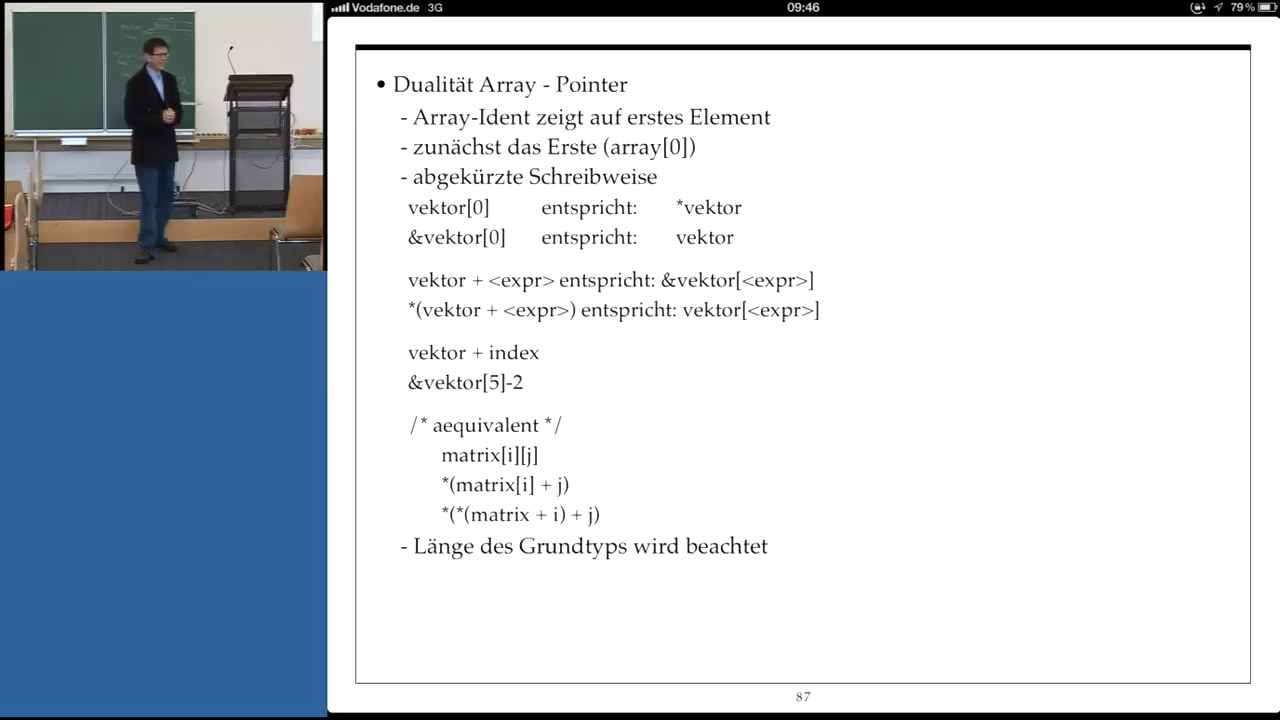 Vodafone.de 3G 09:46 79 %
• Dualität Array - Pointer
- Array-Ident zeigt auf erstes Element
- zunächst das Erste (array[0])
- abgekürzte Schreibweise
vektor[0] entspricht: *vektor
&vektor[0] entspricht: vektor
vektor + <expr> entspricht: &vektor[<expr>]
*(vektor + <expr>) entspricht: vektor[<expr>]
vektor + index
&vektor[5]-2
/* aequivalent */
matrix[i][j]
*(matrix[i] + j)
*(*(matrix + i) + j)
- Länge des Grundtyps wird beachtet
87